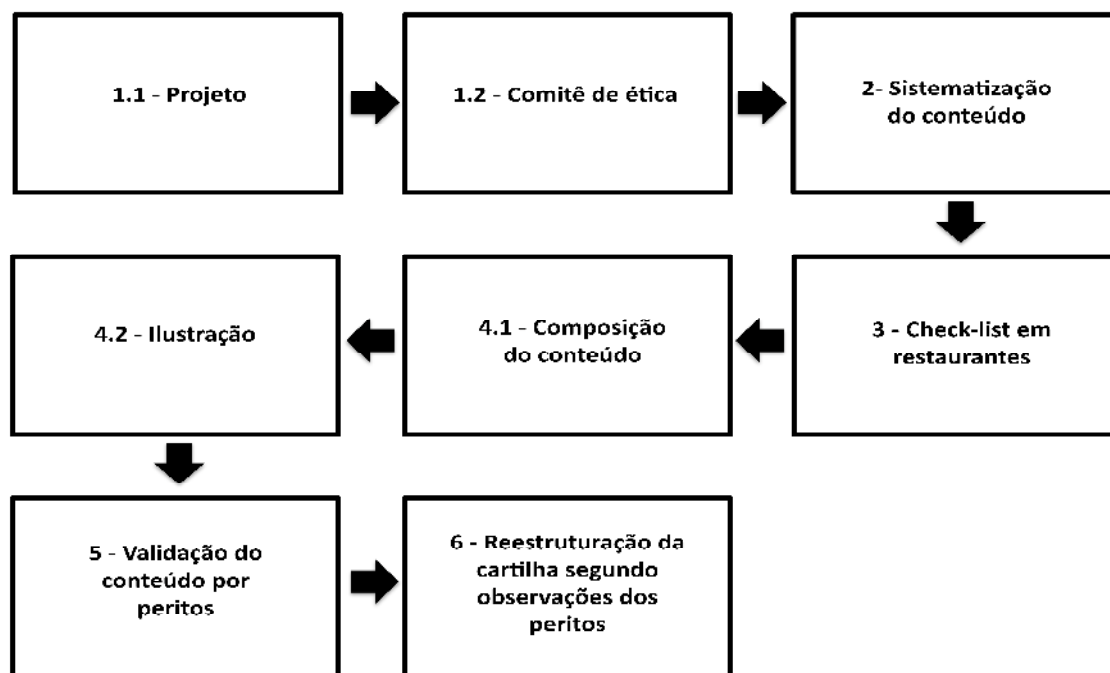 1.1 - Projeto
1.2 - Comitê de ética
2- Sistematização
do conteúdo
3 - Check-list em
restaurantes
4.1 - Composição
do conteúdo
4.2 - Ilustração
5 - Validação do
conteúdo por
peritos
6 - Reestruturação da
cartilha segundo
observações dos
peritos